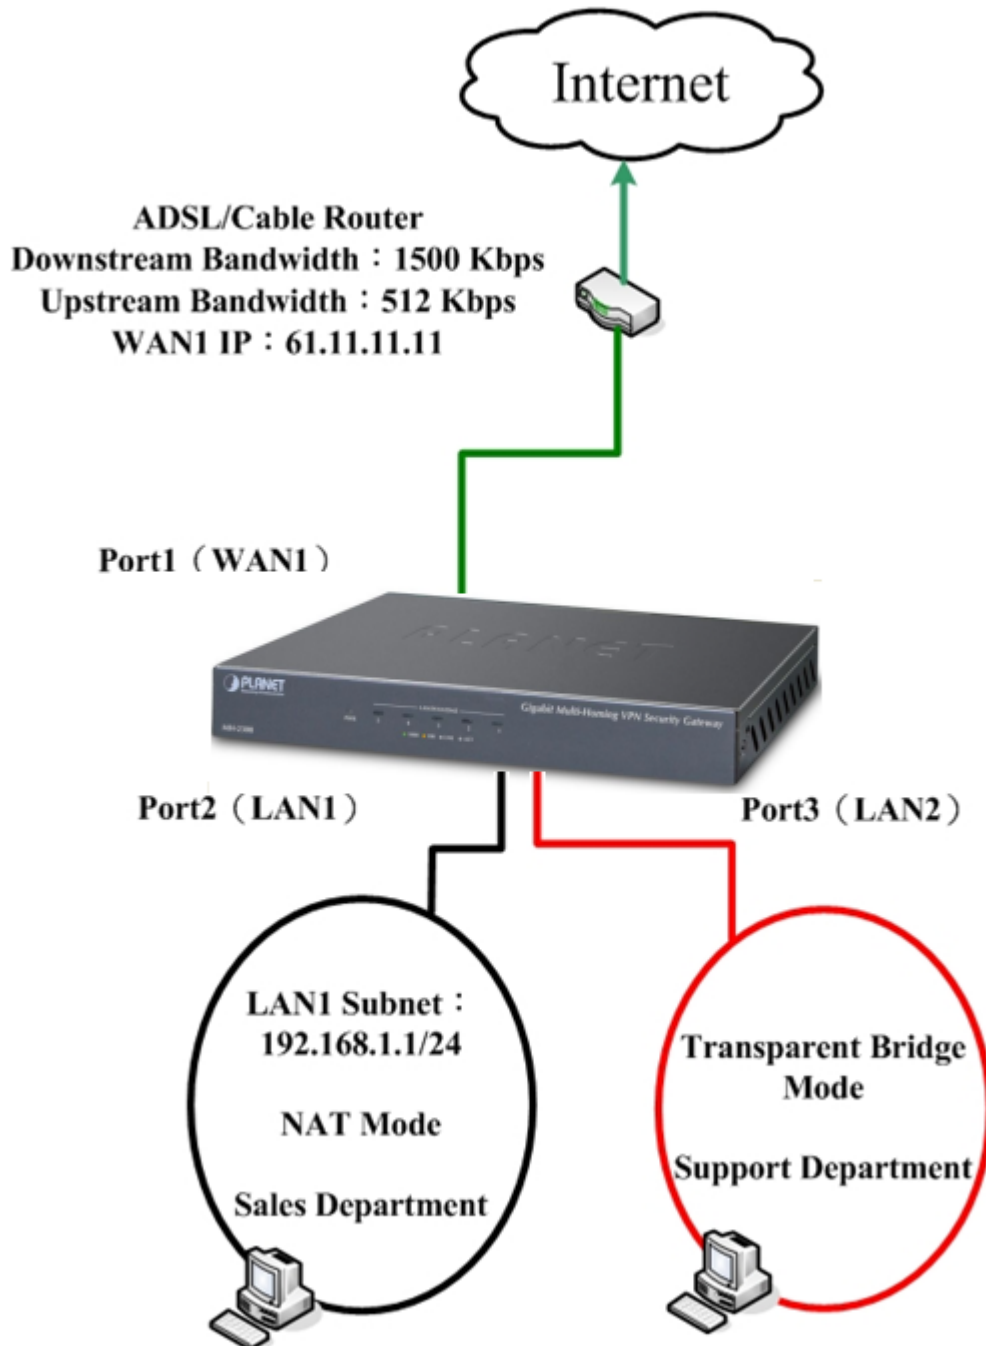 Internet
ADSL/Cable Router
Downstream Bandwidth：1500 Kbps
Upstream Bandwidth：512 Kbps
WAN1 IP：61.11.11.11
Port1（WAN1）
PLANET
PLANET
Gigabit Multi-Homing VPN Security Gateway
Port2（LAN1）
Port3（LAN2）
LAN1 Subnet：
192.168.1.1/24
NAT Mode
Sales Department
Transparent Bridge
Mode
Support Department